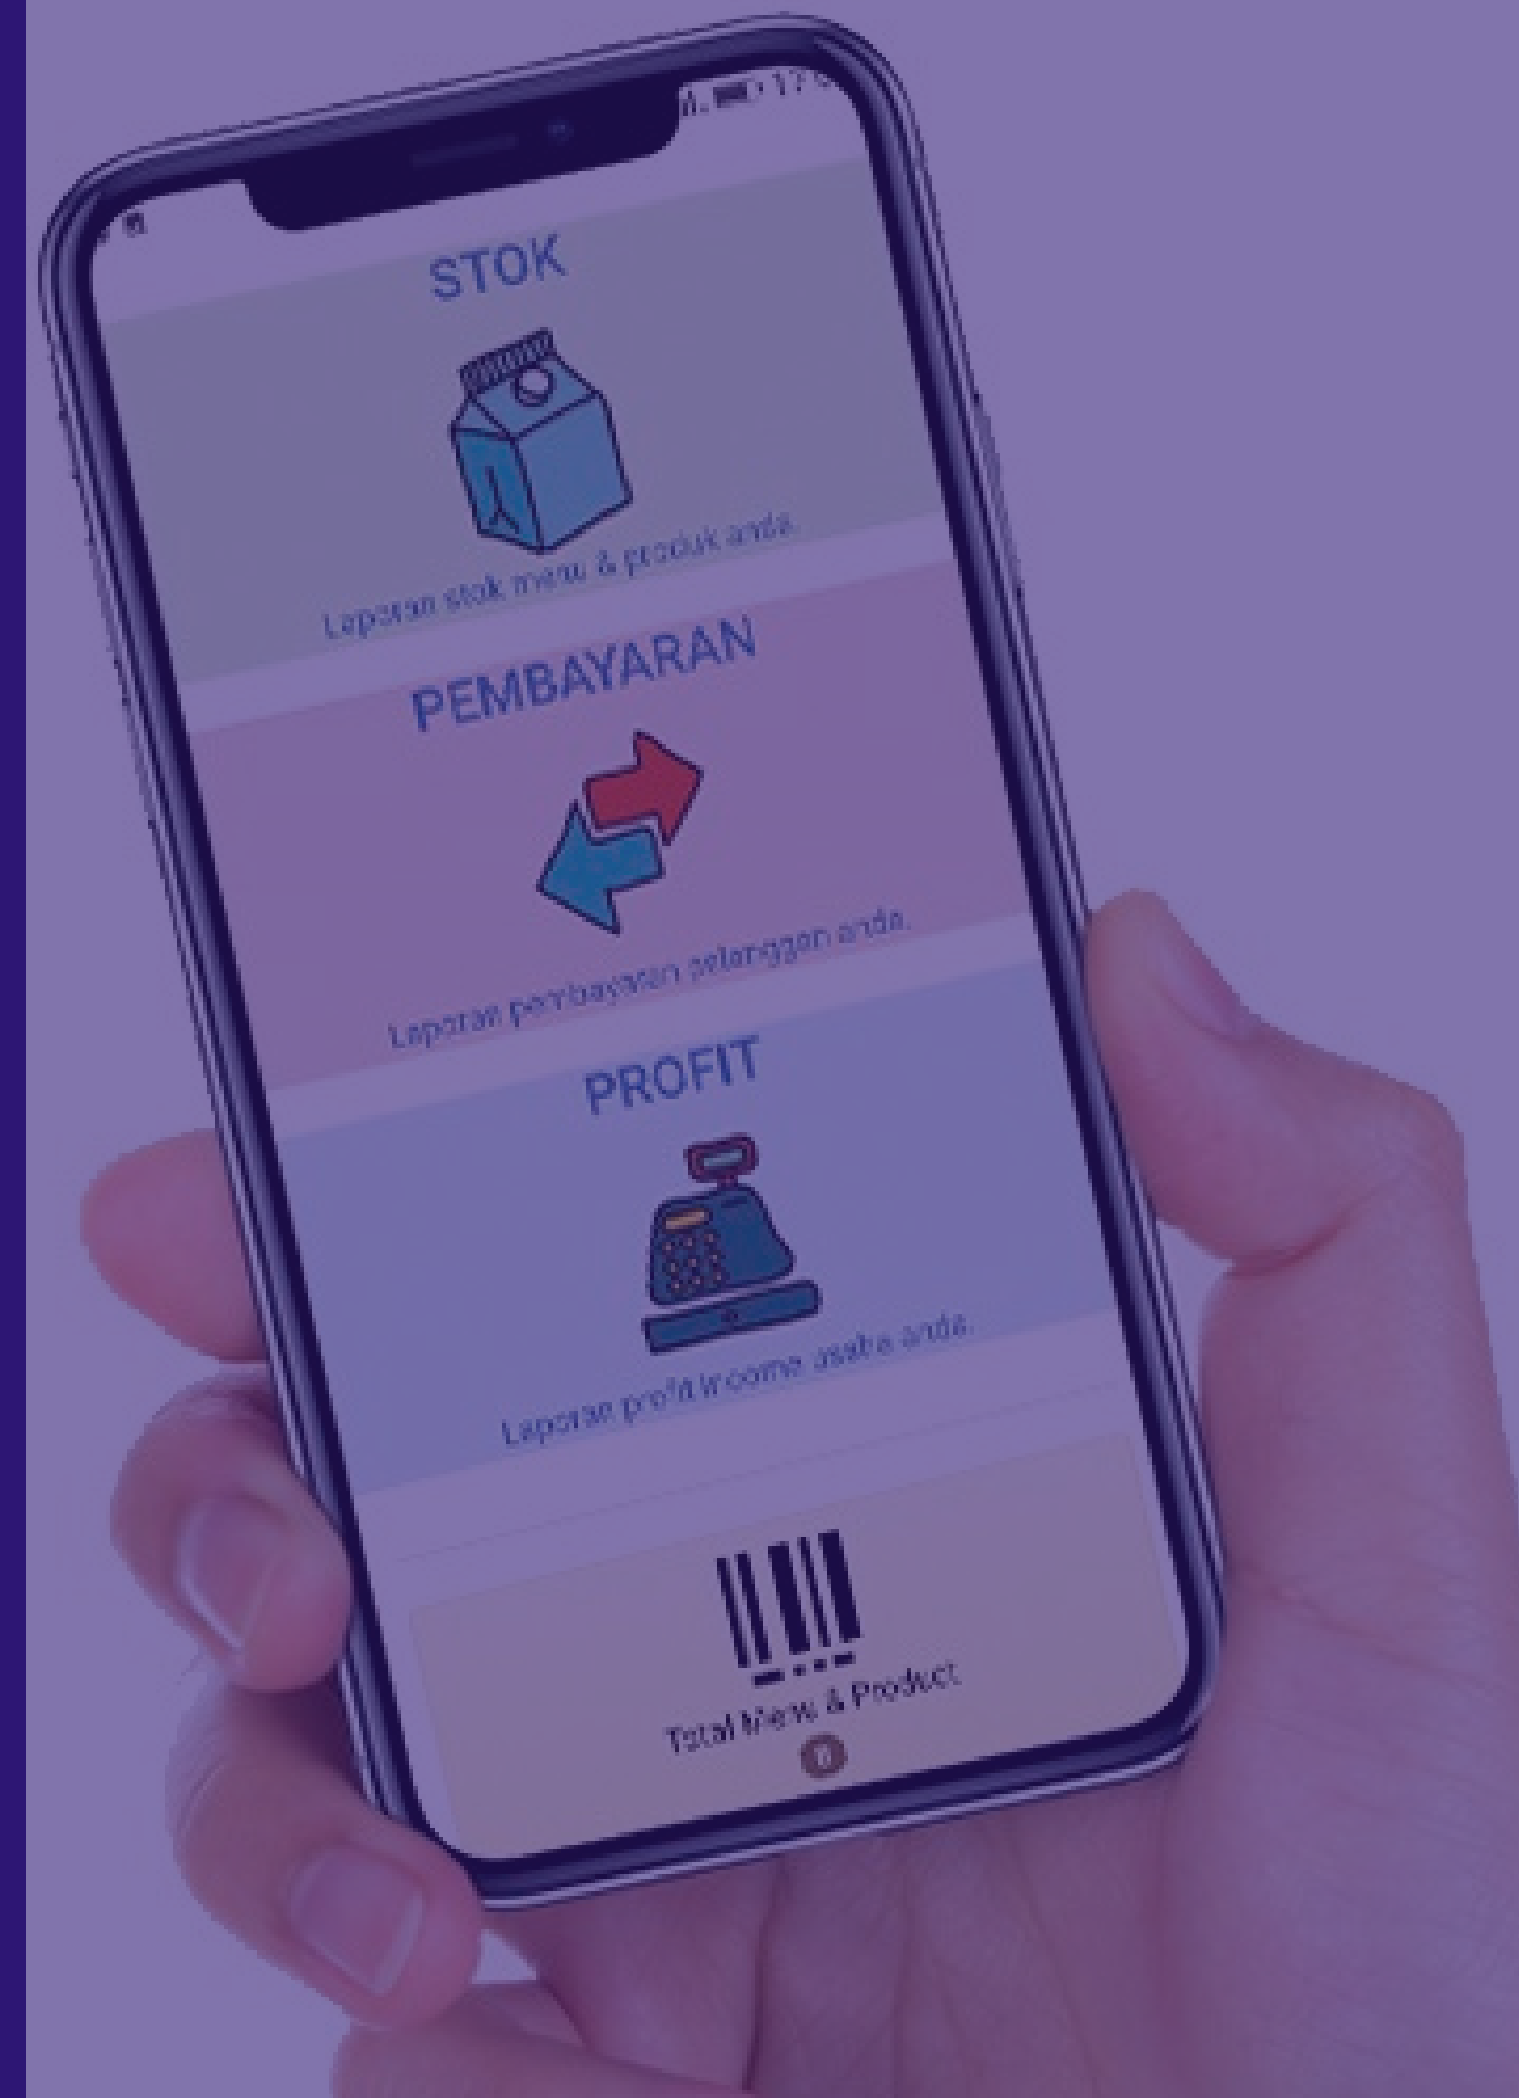 STOK
Laporan stok menu & produk anda.
PEMBAYARAN
Laporan pembayaran pelanggan anda.
PROFIT
Laporan profit income usaha anda.
Total Menu & Product
0